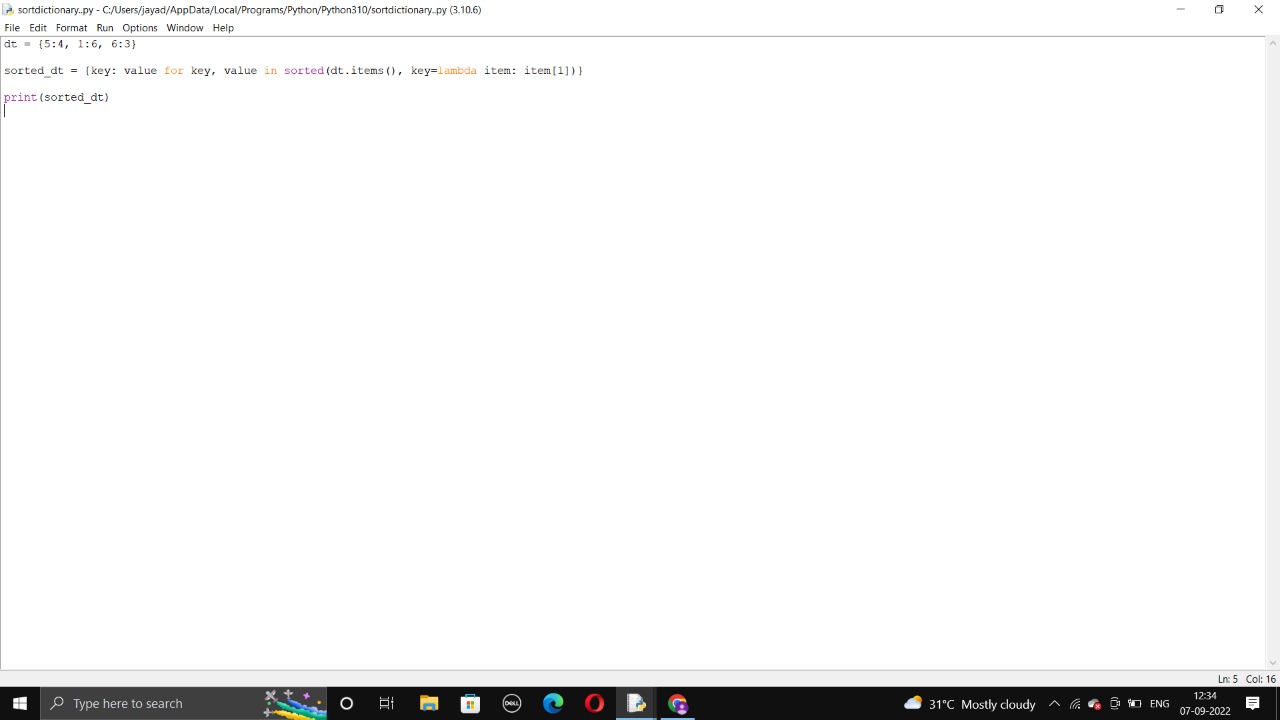 sortdictionary..py - C:/Users/jayad/AppData/Local/Programs/Python/Python310/sortdictionary..py (3.10.6)
File Edit Format Run Options Window Help
dt = {5:4, 1:6, 6:3}
sorted_dt = {key: value for key, value in sorted(dt.items(), key=lambda item: item[1])}
print(sorted_dt)
Ln: 5 Col: 16
Type here to search
DELL
31°C Mostly cloudy
ENG
12:34
07-09-2022